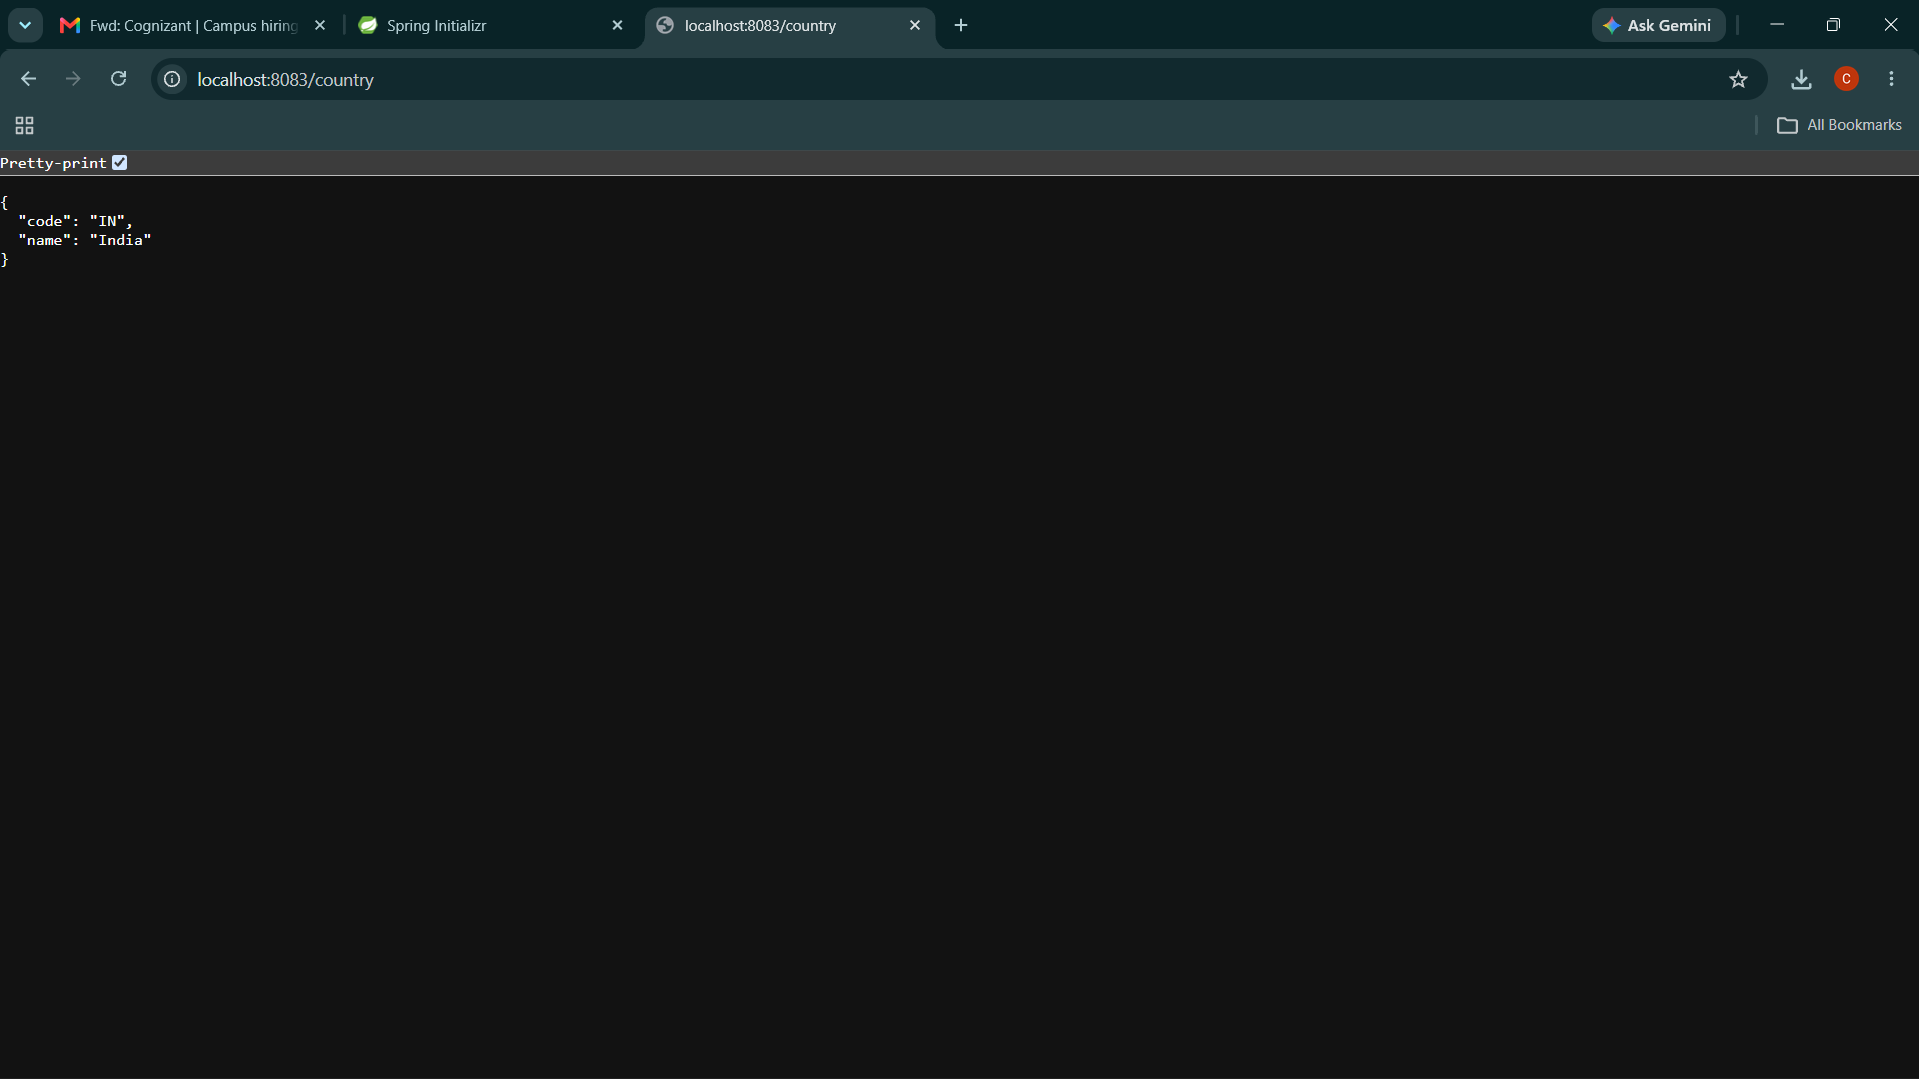 Fwd: Cognizant | Campus hiring
Spring Initializr
localhost:8083/country
Ask Gemini
localhost:8083/country
C
All Bookmarks
Pretty-print
{
  "code": "IN",
  "name": "India"
}